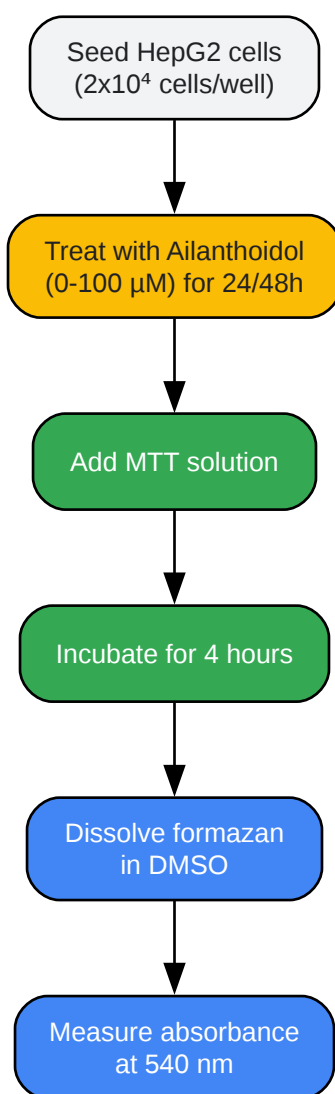 Seed HepG2 cells
(2x10⁴ cells/well)
Treat with Ailanthoidol
(0-100 µM) for 24/48h
Add MTT solution
Incubate for 4 hours
Dissolve formazan
in DMSO
Measure absorbance
at 540 nm